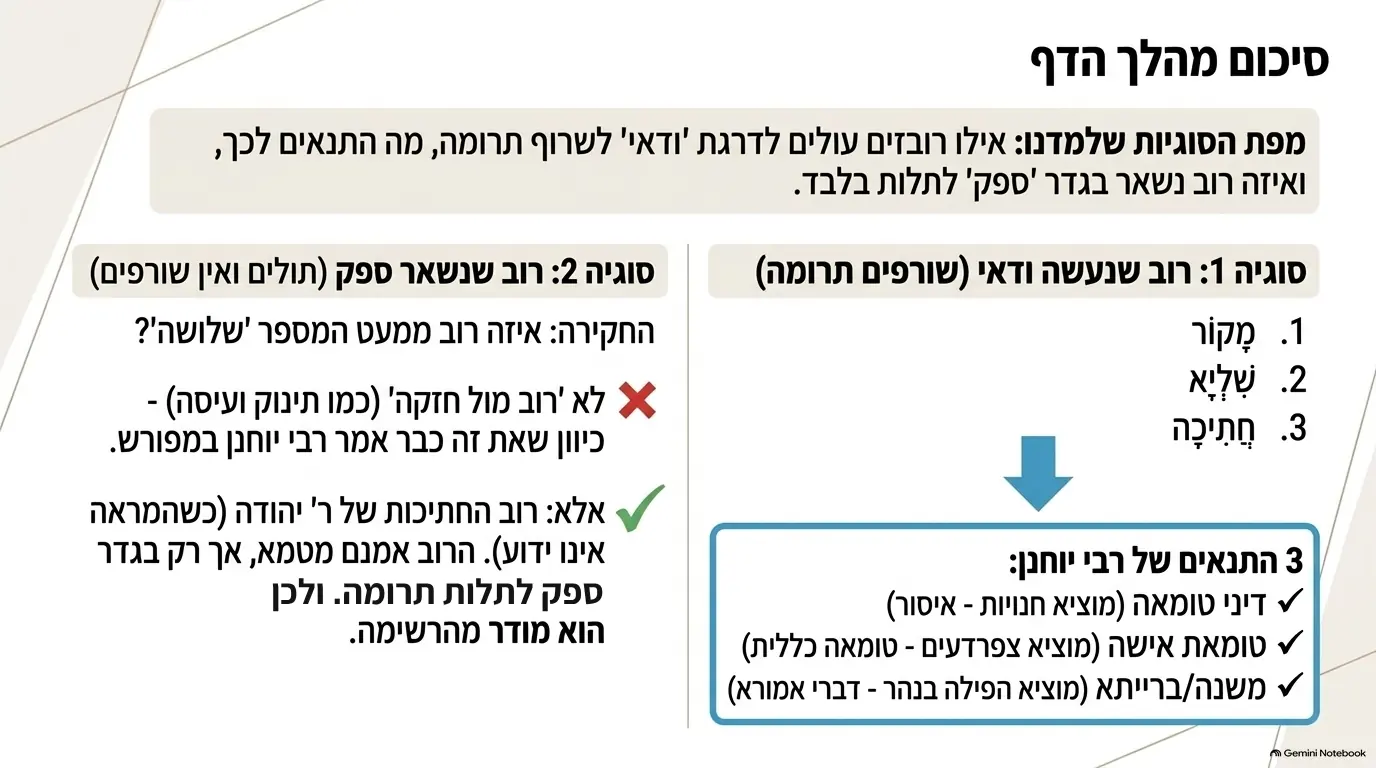 סיכום מהלך הדף
מפת הסוגיות שלמדנו: אילו רובזים עולים לדרגת 'ודאי' לשרוף תרומה, מה התנאים לכך,
ואיזה רוב נשאר בגדר 'ספק' לתלות בלבד.
סוגיה 1: רוב שנעשה ודאי (שורפים תרומה)
1. מָקוֹר
2. שִׁלְיָא
3. חֲתִיכָה
3 התנאים של רבי יוחנן:
✓ דיני טומאה (מוציא חנויות - איסור)
✓ טומאת אישה (מוציא צפרדעים - טומאה כללית)
✓ משנה/ברייתא (מוציא הפילה בנהר - דברי אמורא)
סוגיה 2: רוב שנשאר ספק (תולים ואין שורפים)
החקירה: איזה רוב ממעט המספר 'שלושה'?
לא 'רוב מול חזקה' (כמו תינוק ועיסה) -
כיוון שאת זה כבר אמר רבי יוחנן במפורש.
אלא: רוב החתיכות של ר' יהודה (כשהמראה
אינו ידוע). הרוב אמנם מטמא, אך רק בגדר
ספק לתלות תרומה. ולכן
הוא מודר מהרשימה.
Gemini Notebook